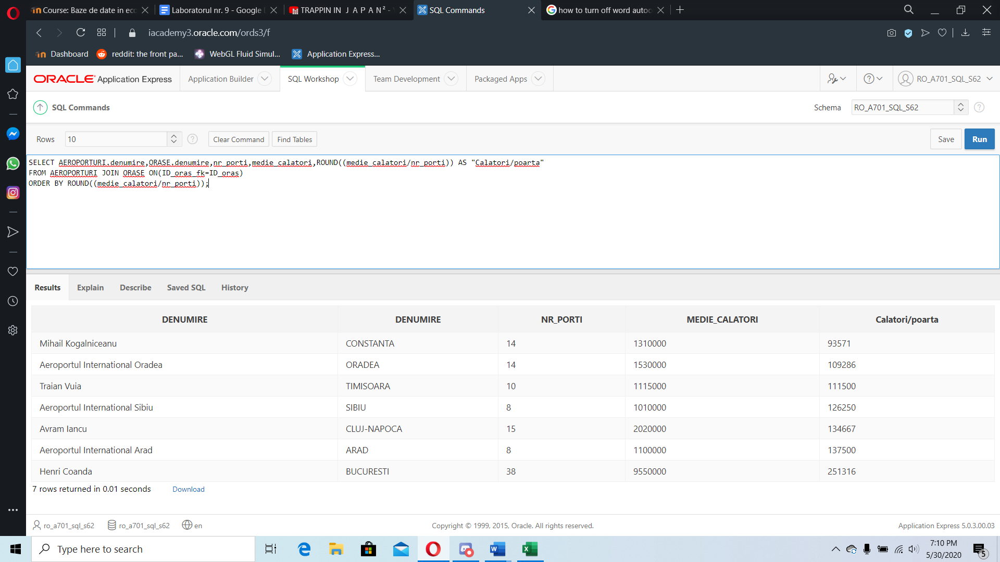 Course: Baze de date in ec
Laboratorul nr. 9 - Google
TRAPPIN IN J A P A N ² -
SQL Commands
how to turn off word autoc
iacademy3.oracle.com/ords3/f
Dashboard
reddit: the front pa...
WebGL Fluid Simul...
Application Express...
ORACLE Application Express
Application Builder
SQL Workshop
Team Development
Packaged Apps
RO_A701_SQL_S62
SQL Commands
Schema
RO_A701_SQL_S62
Rows
10
Clear Command
Find Tables
Save
Run
SELECT AEROPORTURI.denumire,ORASE.denumire,nr_porti,medie_calatori,ROUND((medie_calatori/nr_porti)) AS "Calatori/poarta"
FROM AEROPORTURI JOIN ORASE ON(ID_oras_fk=ID_oras)
ORDER BY ROUND((medie_calatori/nr_porti));
Results Explain Describe Saved SQL History
DENUMIRE DENUMIRE NR_PORTI MEDIE_CALATORI Calatori/poarta
Mihail Kogalniceanu CONSTANTA 14 1310000 93571
Aeroportul International Oradea ORADEA 14 1530000 109286
Traian Vuia TIMISOARA 10 1115000 111500
Aeroportul International Sibiu SIBIU 8 1010000 126250
Avram Iancu CLUJ-NAPOCA 15 2020000 134667
Aeroportul International Arad ARAD 8 1100000 137500
Henri Coanda BUCURESTI 38 9550000 251316
7 rows returned in 0.01 seconds Download
ro_a701_sql_s62 ro_a701_sql_s62 en
Copyright © 1999, 2015, Oracle. All rights reserved.
Application Express 5.0.3.00.03
Type here to search
7:10 PM
5/30/2020
5